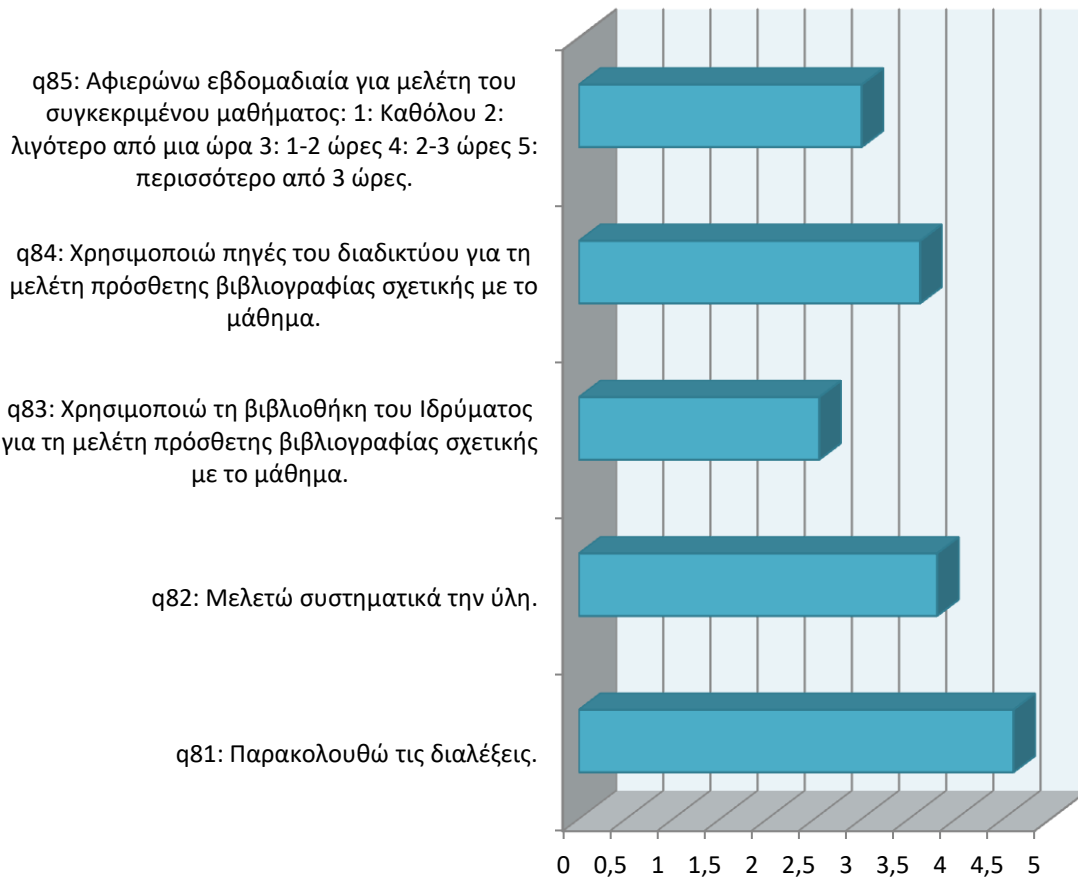 q85: Αφιερώνω εβδομαδιαία για μελέτη του
συγκεκριμένου μαθήματος: 1: Καθόλου 2:
λιγότερο από μια ώρα 3: 1-2 ώρες 4: 2-3 ώρες 5:
περισσότερο από 3 ώρες.
q84: Χρησιμοποιώ πηγές του διαδικτύου για τη
μελέτη πρόσθετης βιβλιογραφίας σχετικής με το
μάθημα.
q83: Χρησιμοποιώ τη βιβλιοθήκη του Ιδρύματος
για τη μελέτη πρόσθετης βιβλιογραφίας σχετικής
με το μάθημα.
q82: Μελετώ συστηματικά την ύλη.
q81: Παρακολουθώ τις διαλέξεις.
0 0,5 1 1,5 2 2,5 3 3,5 4 4,5 5